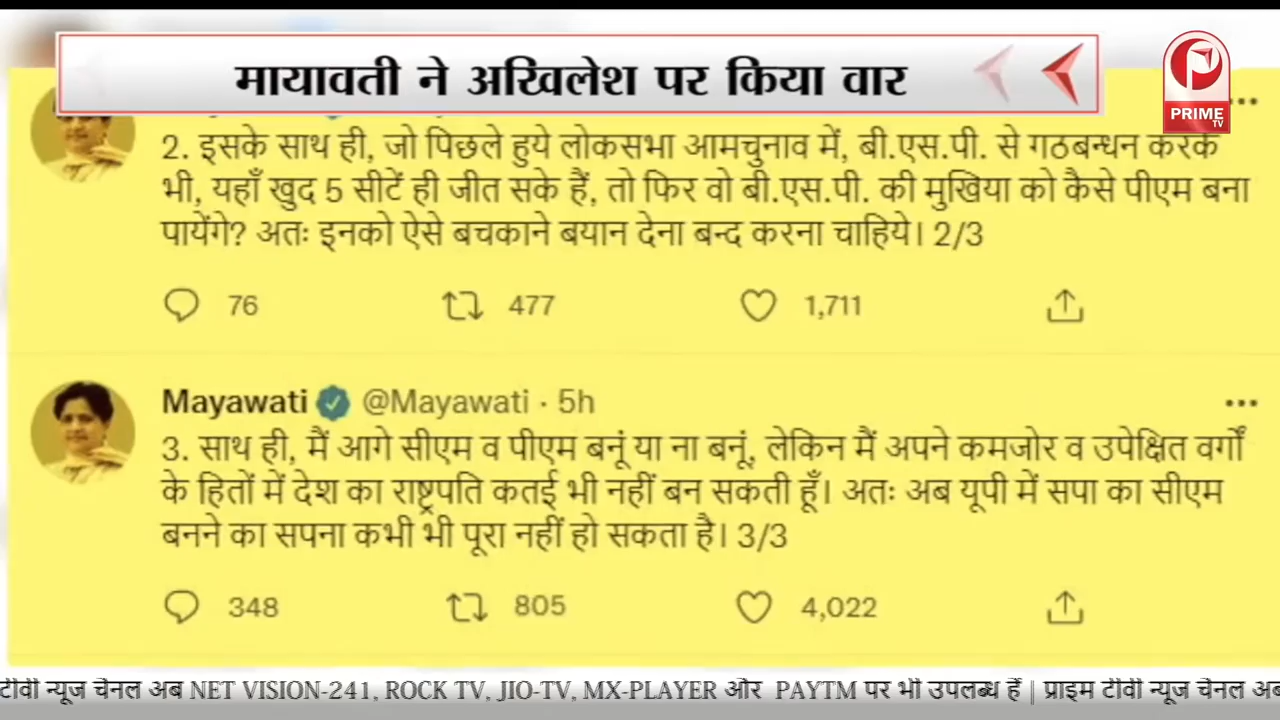 मायावती ने अखिलेश पर किया वार
PRIME
TV
2. इसके साथ ही, जो पिछले हुये लोकसभा आमचुनाव में, बी.एस.पी. से गठबन्धन करके
भी, यहाँ खुद 5 सीटें ही जीत सके हैं, तो फिर वो बी.एस.पी. की मुखिया को कैसे पीएम बना
पायेंगे? अतः इनको ऐसे बचकाने बयान देना बन्द करना चाहिये। 2/3
76 477 1,711
Mayawati @Mayawati · 5h
3. साथ ही, मैं आगे सीएम व पीएम बनूं या ना बनूं, लेकिन मैं अपने कमजोर व उपेक्षित वर्गों
के हितों में देश का राष्ट्रपति कतई भी नहीं बन सकती हूँ। अतः अब यूपी में सपा का सीएम
बनने का सपना कभी भी पूरा नहीं हो सकता है। 3/3
348 805 4,022
टीवी न्यूज चैनल अब NET VISION-241, ROCK TV, JIO-TV, MX-PLAYER और PAYTM पर भी उपलब्ध हैं | प्राइम टीवी न्यूज चैनल अब